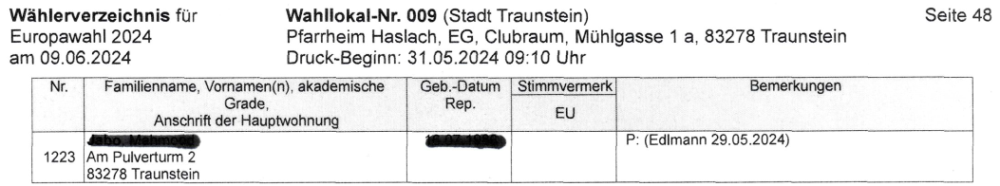 Wählerverzeichnis für
Europawahl 2024
am 09.06.2024
Wahllokal-Nr. 009 (Stadt Traunstein)
Pfarrheim Haslach, EG, Clubraum, Mühlgasse 1 a, 83278 Traunstein
Druck-Beginn: 31.05.2024 09:10 Uhr
Seite 48
Nr.
Familienname, Vornamen(n), akademische
Grade,
Anschrift der Hauptwohnung
Geb.-Datum
Rep.
Stimmvermerk
EU
Bemerkungen
1223
Am Pulverturm 2
83278 Traunstein
P: (Edlmann 29.05.2024)